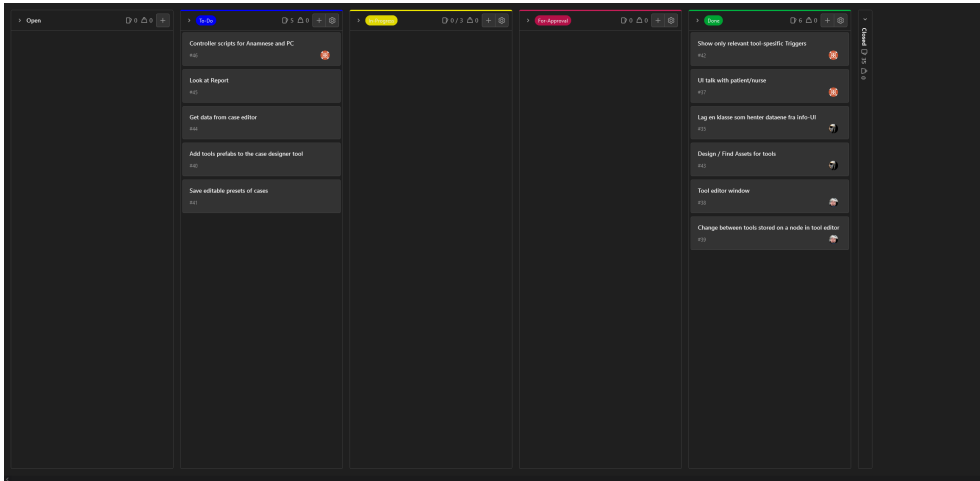 Open 0 0
To-Do 5 0
Controller scripts for Anamnese and PC
Look at Report
#43
Get data from case editor
#44
Add tools prefabs to the case designer tool
#40
Save editable presets of cases
#41
In-Progress 0 / 3 0
For-Approval 0 0
Done 6 0
Show only relevant tool-spesific Triggers
UI talk with patient/nurse
#37
Lag en klasse som henter dataene fra Info-UI
Design / Find Assets for tools
Tool editor window
#38
Change between tools stored on a node in tool editor
#39
Closed 35 0